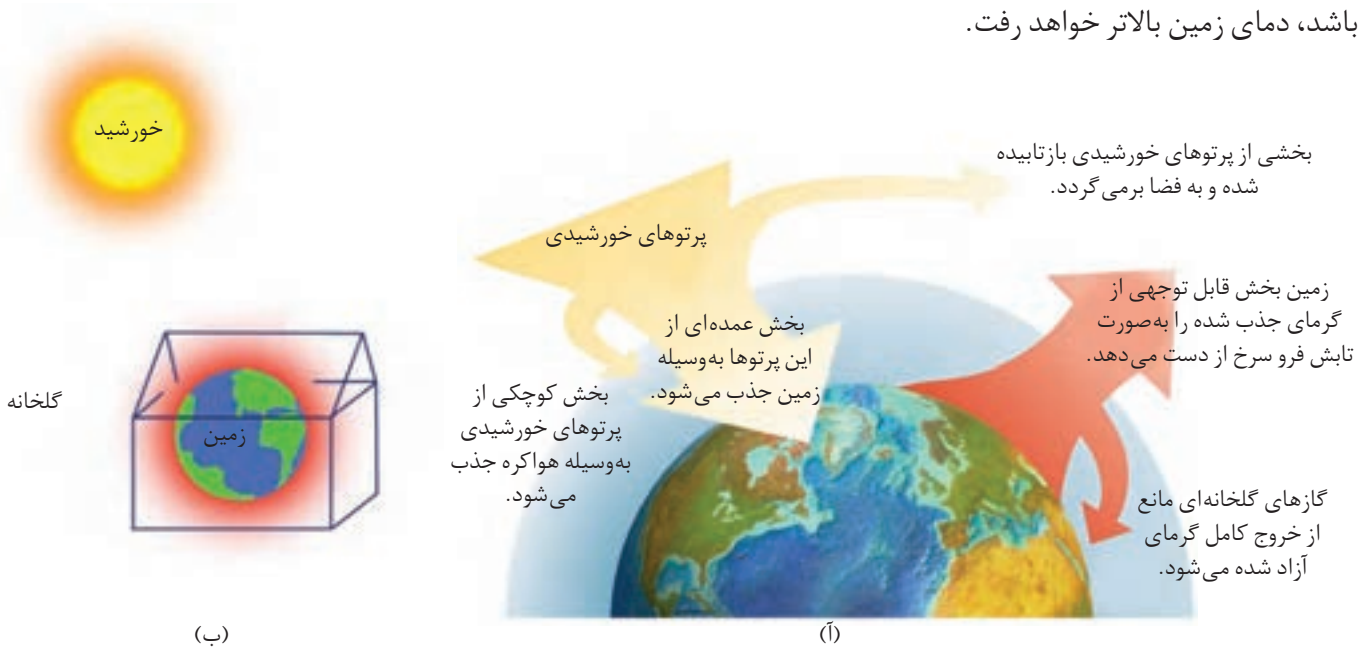 باشد، دمای زمین بالاتر خواهد رفت.
بخشی از پرتوهای خورشیدی بازتابیده
شده و به فضا برمی‌گردد.
پرتوهای خورشیدی
زمین بخش قابل توجهی از
گرمای جذب شده را به‌صورت
تابش فرو سرخ از دست می‌دهد.
بخش عمده‌ای از
این پرتوها به‌وسیله
زمین جذب می‌شود.
بخش کوچکی از
پرتوهای خورشیدی
به‌وسیله هواکره جذب
می‌شود.
گازهای گلخانه‌ای مانع
از خروج کامل گرمای
آزاد شده می‌شود.
(آ)
خورشید
زمین
گلخانه
(ب)